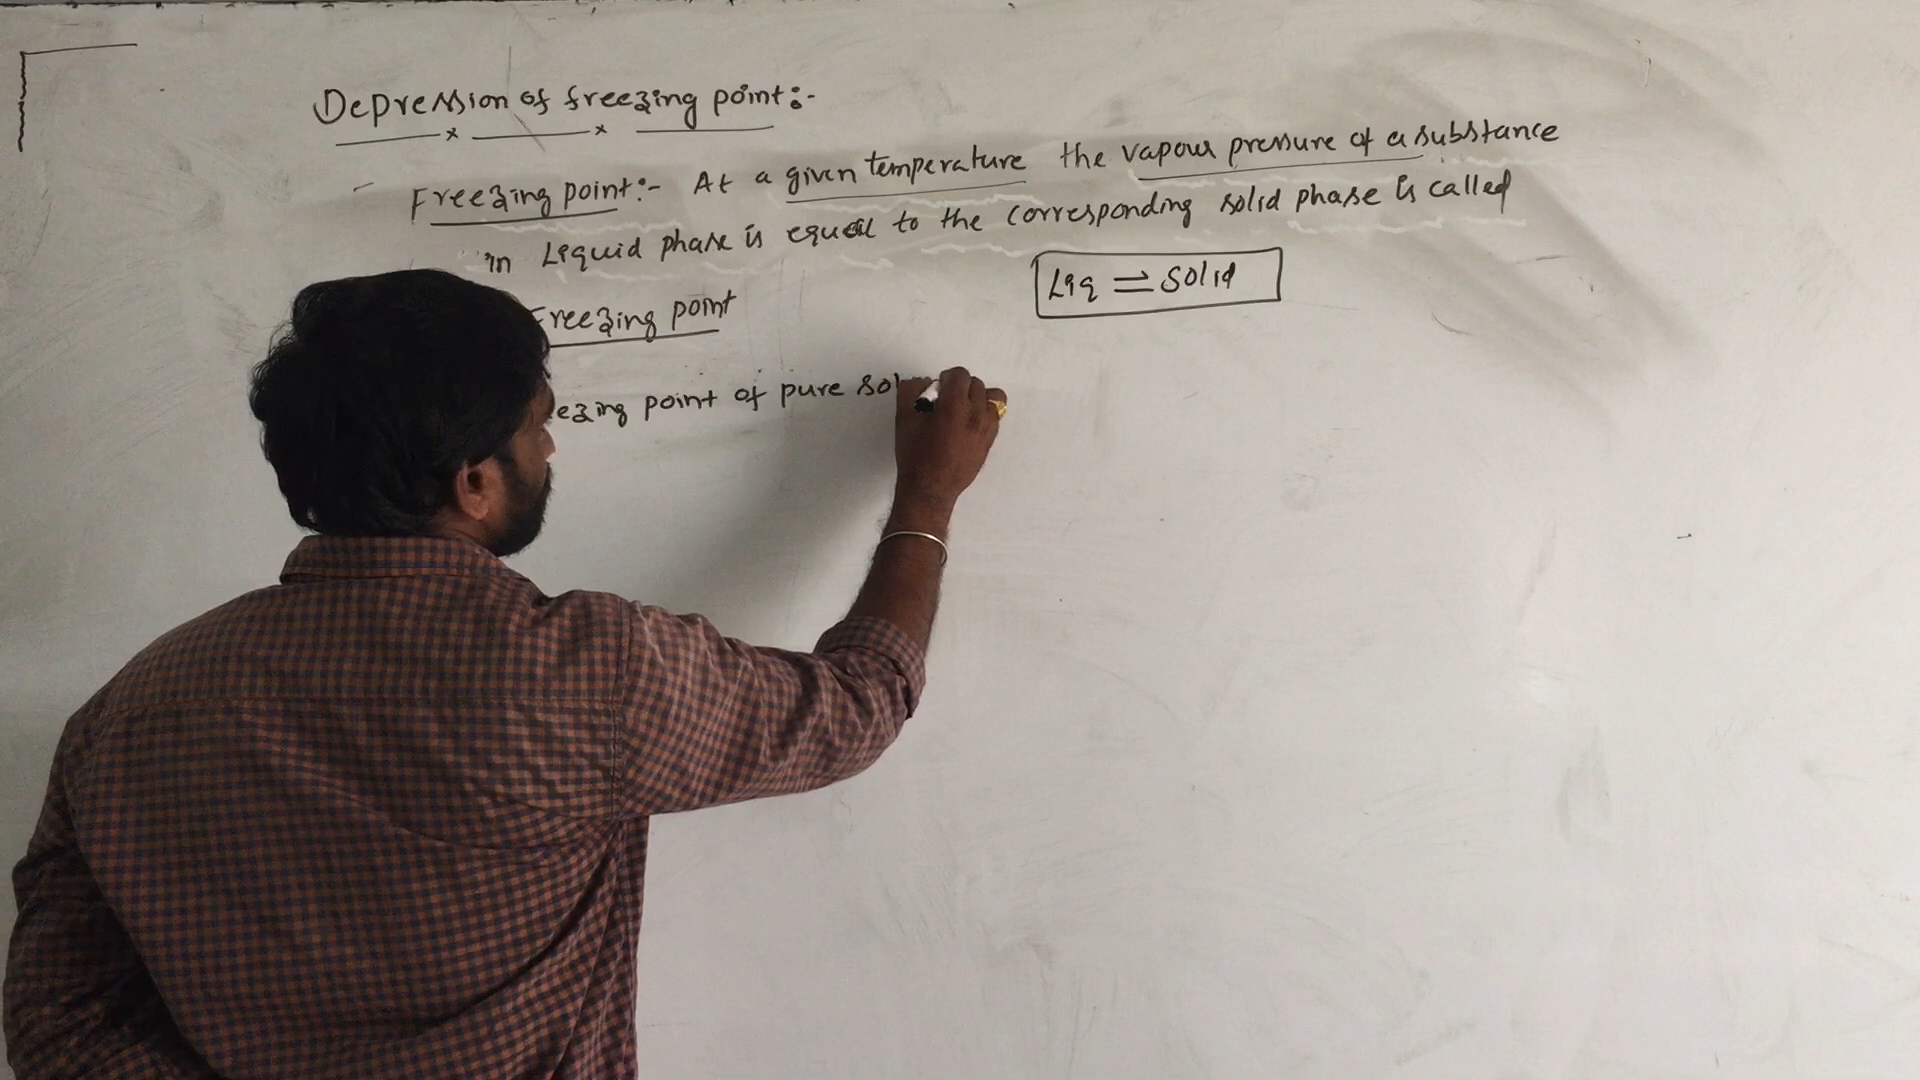 Depression of freezing point:-
Freezing point:- At a given temperature the vapour pressure of a substance
in Liquid phase is equal to the corresponding solid phase is called
Freezing point
Liq ⇌ Solid
point of pure